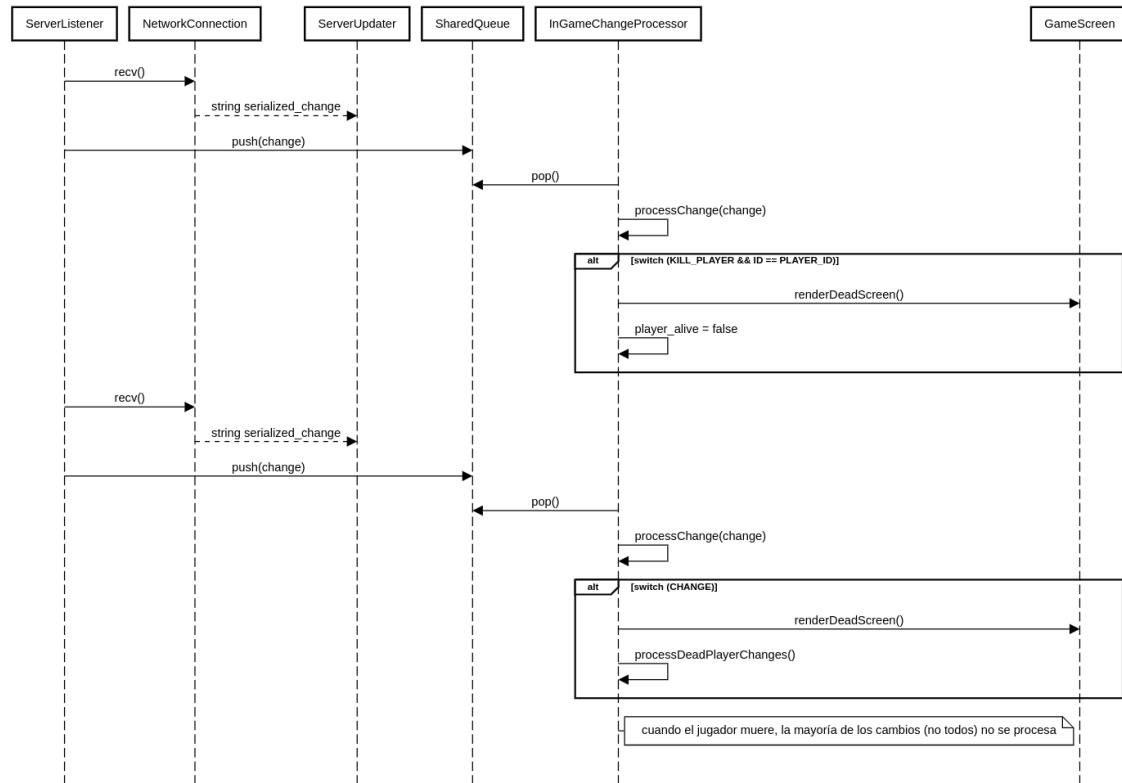 ServerListener
NetworkConnection
ServerUpdater
SharedQueue
InGameChangeProcessor
GameScreen
recv()
string serialized_change
push(change)
pop()
processChange(change)
alt
[switch (KILL_PLAYER && ID == PLAYER_ID)]
renderDeadScreen()
player_alive = false
recv()
string serialized_change
push(change)
pop()
processChange(change)
alt
[switch (CHANGE)]
renderDeadScreen()
processDeadPlayerChanges()
cuando el jugador muere, la mayoría de los cambios (no todos) no se procesa